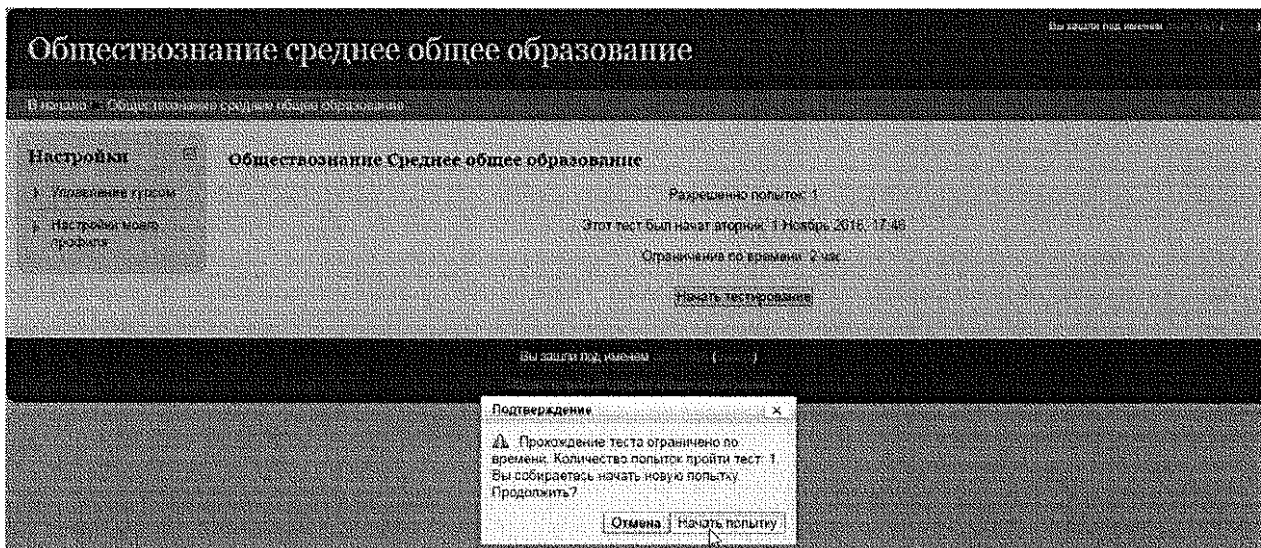 Вы зашли под именем
Обществознание среднее общее образование
В начало Обществознание среднее общее образование
Настройки
Управление курсом
Настройки моего
профиля
Обществознание Среднее общее образование
Разрешено попыток: 1
Этот тест был начат вторник, 1 Ноябрь 2016, 17:46
Ограничение по времени: 2 час.
Начать тестирование
Вы зашли под именем ( )
Подтверждение
Прохождение теста ограничено по
времени. Количество попыток пройти тест: 1.
Вы собираетесь начать новую попытку.
Продолжить?
Отмена Начать попытку